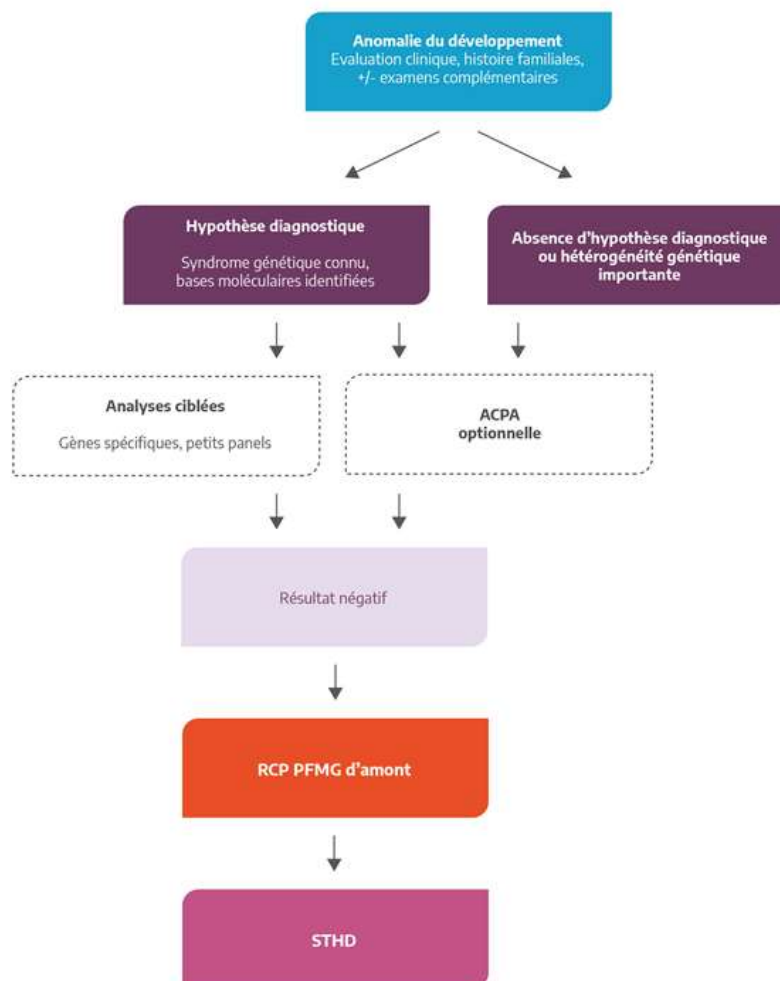 Anomalie du développement
Evaluation clinique, histoire familiales,
+/- examens complémentaires
Hypothèse diagnostique
Syndrome génétique connu,
bases moléculaires identifiées
Absence d'hypothèse diagnostique
ou hétérogénéité génétique
importante
Analyses ciblées
Gènes spécifiques, petits panels
ACPA
optionnelle
Résultat négatif
RCP PFMG d'amont
STHD